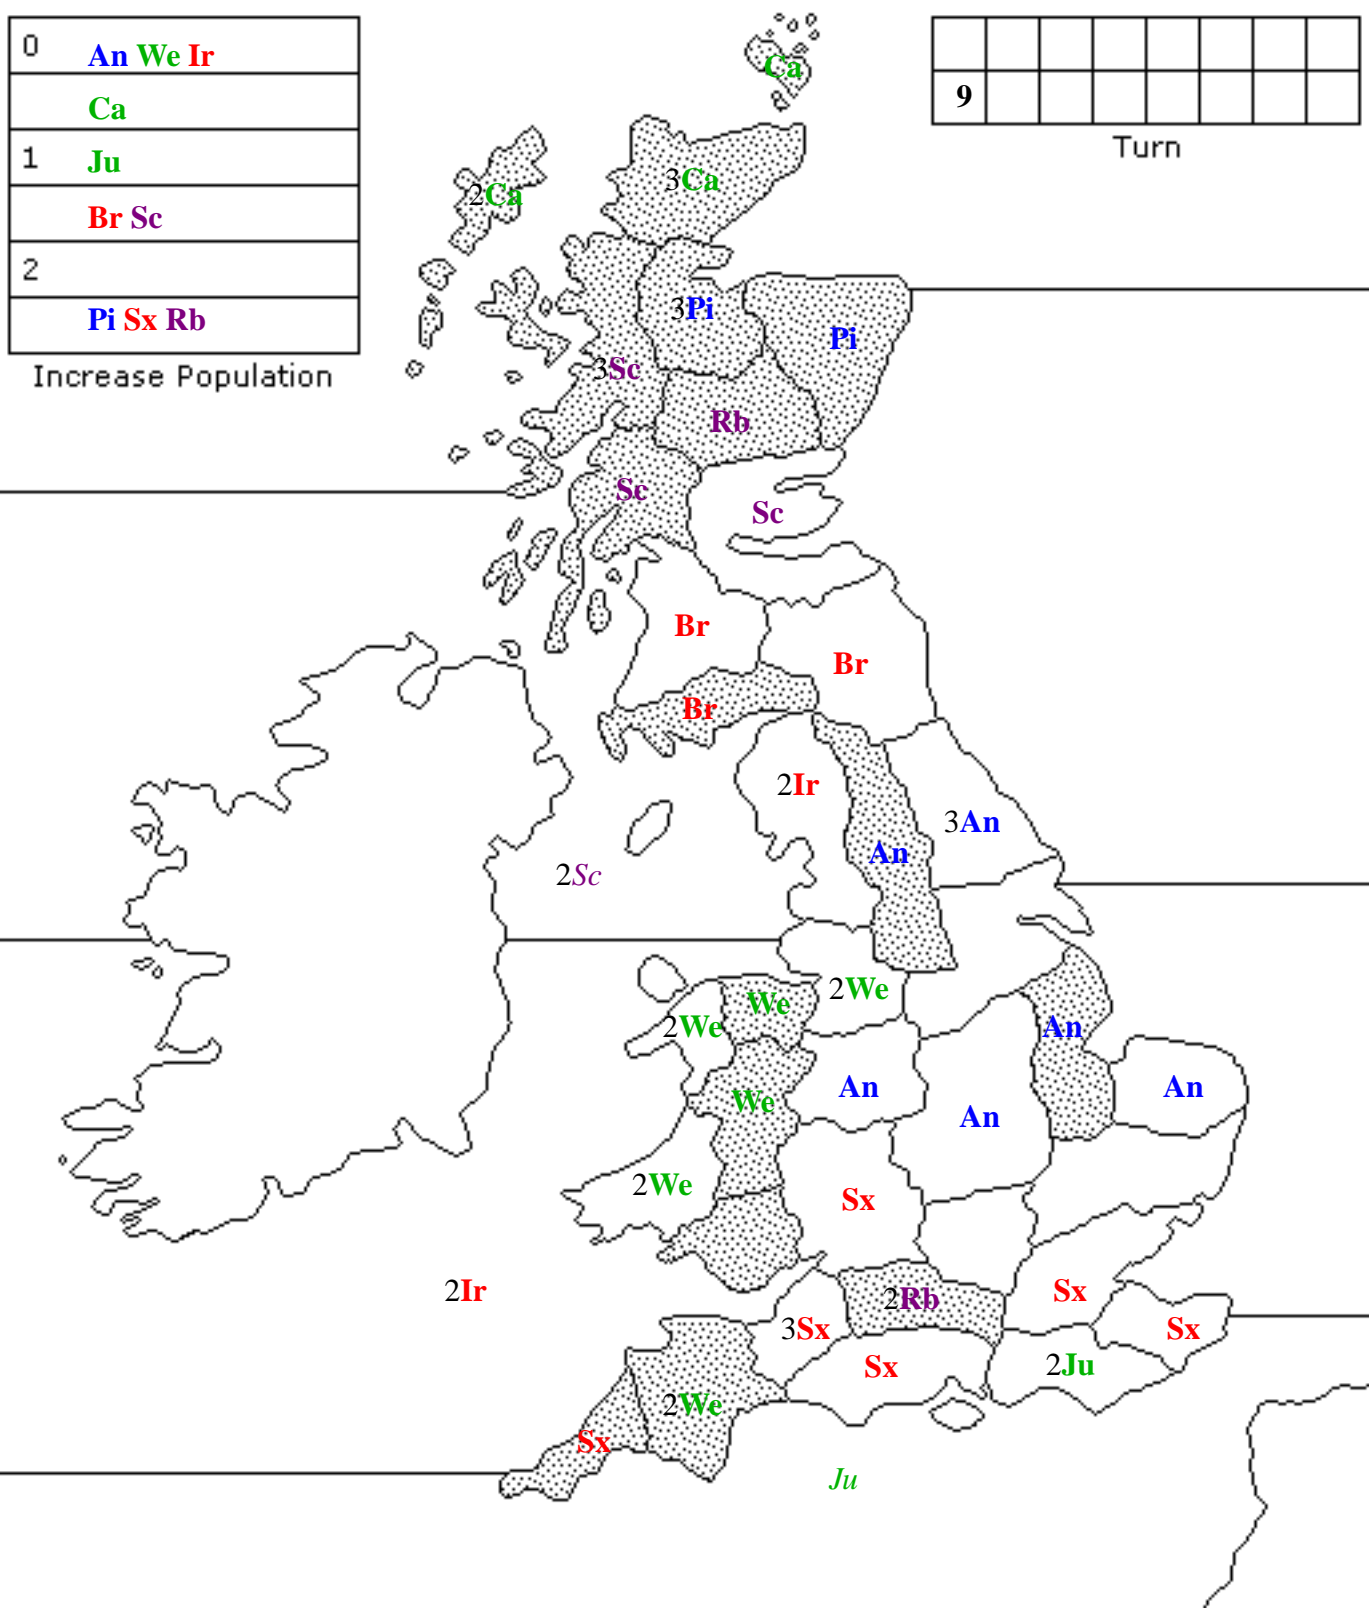 0 An We Ir
Ca
1 Ju
Br Sc
2
Pi Sx Rb
Increase Population
9
Turn
Ca
3Ca
2Ca
3Pi
Pi
3Sc
Rb
Sc
Sc
Br
Br
Br
2Ir
3An
An
2Sc
2We
We
2We
An
An
We
An
An
2We
Sx
2Ir
Sx
2Rb
3Sx
Sx
Sx
2Ju
2We
Sx
Ju